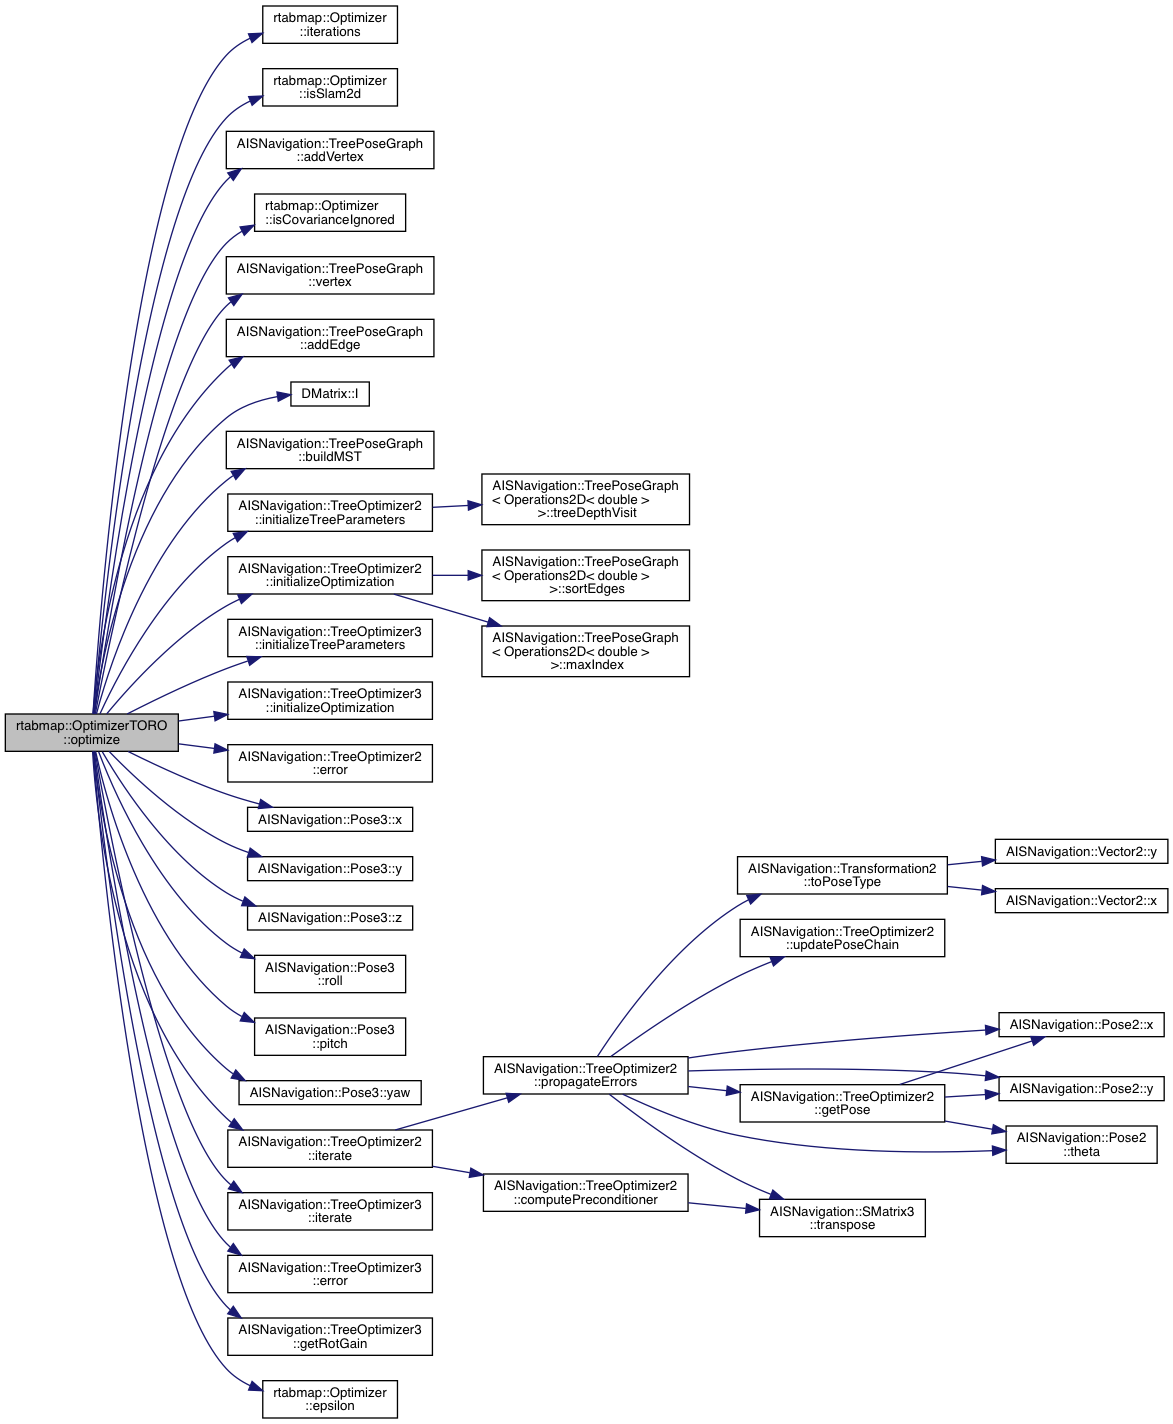 rtabmap::Optimizer
::iterations
rtabmap::Optimizer
::isSlam2d
AISNavigation::TreePoseGraph
::addVertex
rtabmap::Optimizer
::isCovarianceIgnored
AISNavigation::TreePoseGraph
::vertex
AISNavigation::TreePoseGraph
::addEdge
DMatrix::I
AISNavigation::TreePoseGraph
::buildMST
AISNavigation::TreeOptimizer2
::initializeTreeParameters
AISNavigation::TreePoseGraph
< Operations2D< double >
>::treeDepthVisit
AISNavigation::TreeOptimizer2
::initializeOptimization
AISNavigation::TreePoseGraph
< Operations2D< double >
>::sortEdges
AISNavigation::TreePoseGraph
< Operations2D< double >
>::maxIndex
AISNavigation::TreeOptimizer3
::initializeTreeParameters
AISNavigation::TreeOptimizer3
::initializeOptimization
rtabmap::OptimizerTORO
::optimize
AISNavigation::TreeOptimizer2
::error
AISNavigation::Pose3::x
AISNavigation::Pose3::y
AISNavigation::Pose3::z
AISNavigation::Pose3
::roll
AISNavigation::Pose3
::pitch
AISNavigation::Pose3::yaw
AISNavigation::TreeOptimizer2
::iterate
AISNavigation::TreeOptimizer3
::iterate
AISNavigation::TreeOptimizer3
::error
AISNavigation::TreeOptimizer3
::getRotGain
rtabmap::Optimizer
::epsilon
AISNavigation::TreeOptimizer2
::propagateErrors
AISNavigation::TreeOptimizer2
::computePreconditioner
AISNavigation::Transformation2
::toPoseType
AISNavigation::TreeOptimizer2
::updatePoseChain
AISNavigation::TreeOptimizer2
::getPose
AISNavigation::SMatrix3
::transpose
AISNavigation::Vector2::y
AISNavigation::Vector2::x
AISNavigation::Pose2::x
AISNavigation::Pose2::y
AISNavigation::Pose2
::theta